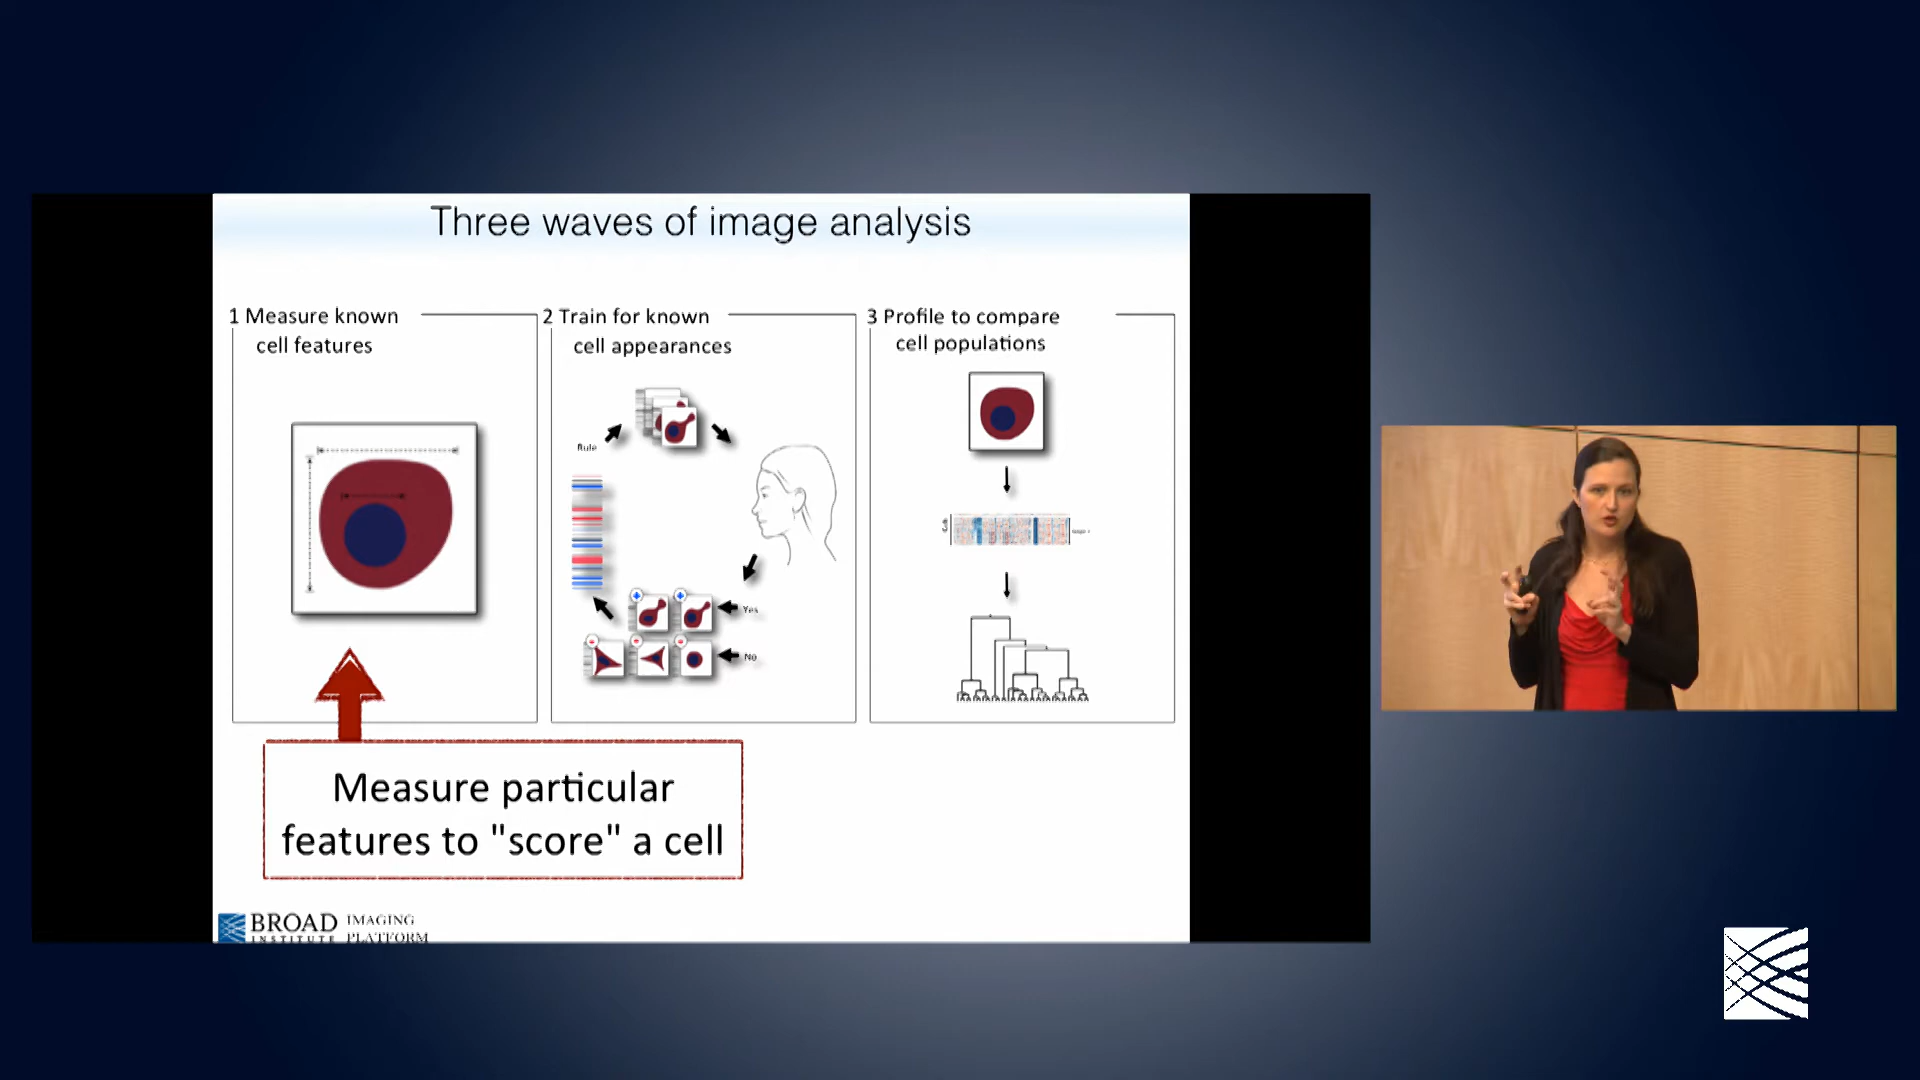 Three waves of image analysis
1 Measure known
cell features
2 Train for known
cell appearances
3 Profile to compare
cell populations
Rule
Yes
No
Measure particular
features to "score" a cell
BROAD
INSTITUTE
IMAGING
PLATFORM